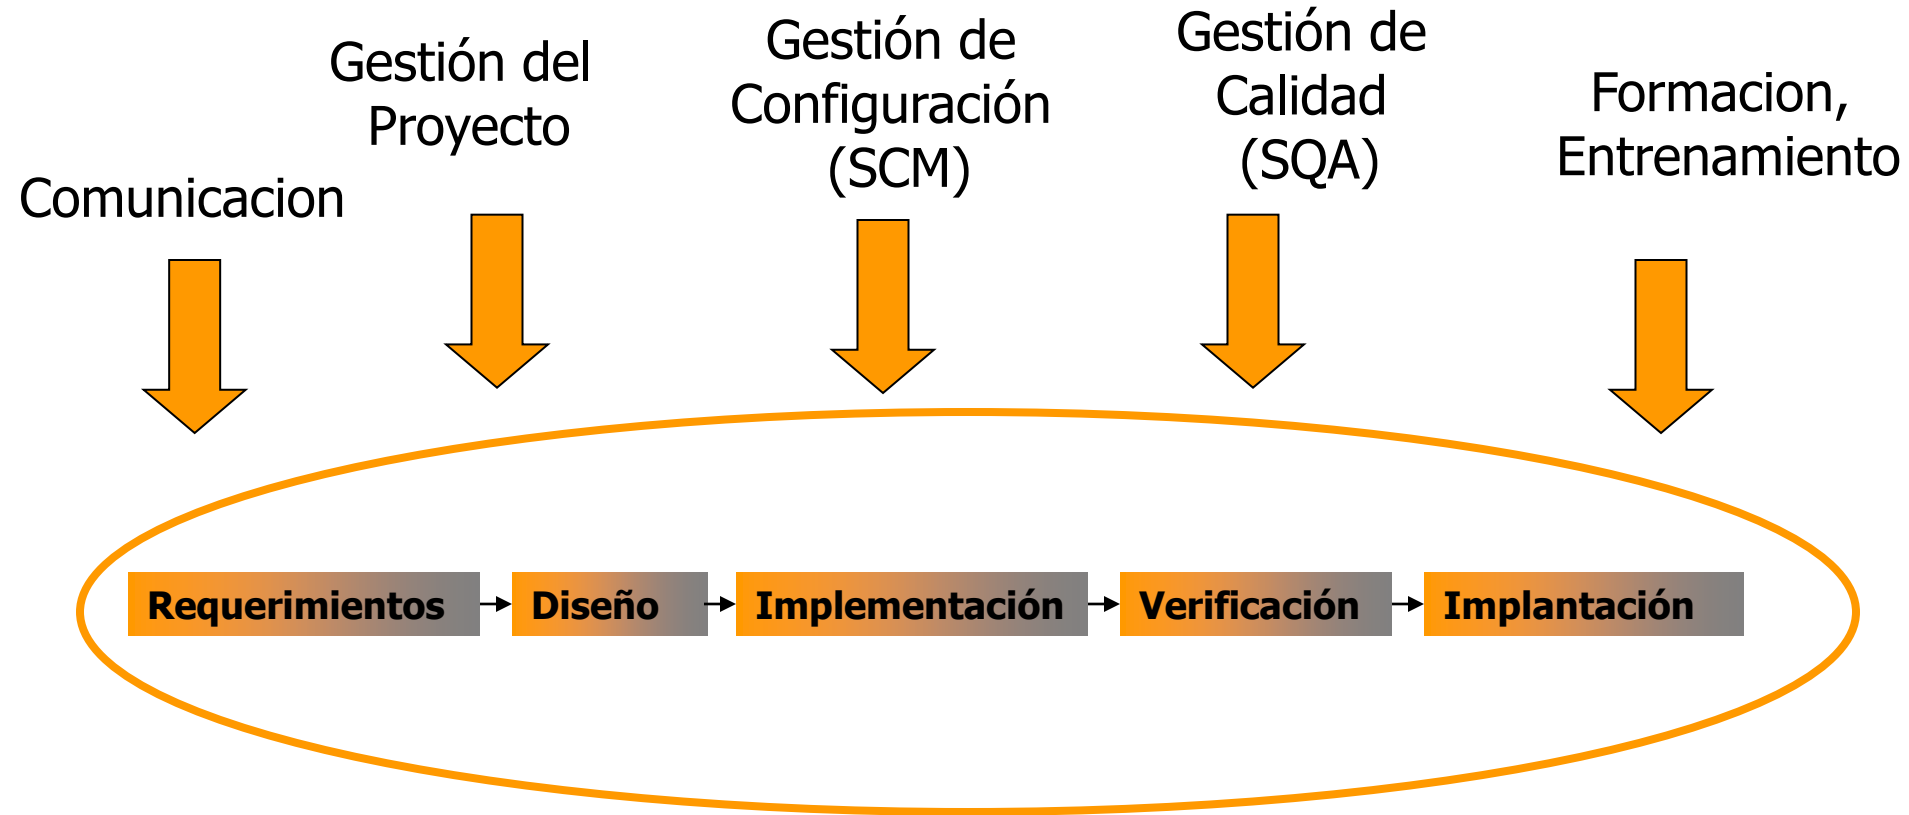 Comunicacion
Gestión del
Proyecto
Gestión de
Configuración
(SCM)
Gestión de
Calidad
(SQA)
Formacion,
Entrenamiento
Requerimientos
Diseño
Implementación
Verificación
Implantación